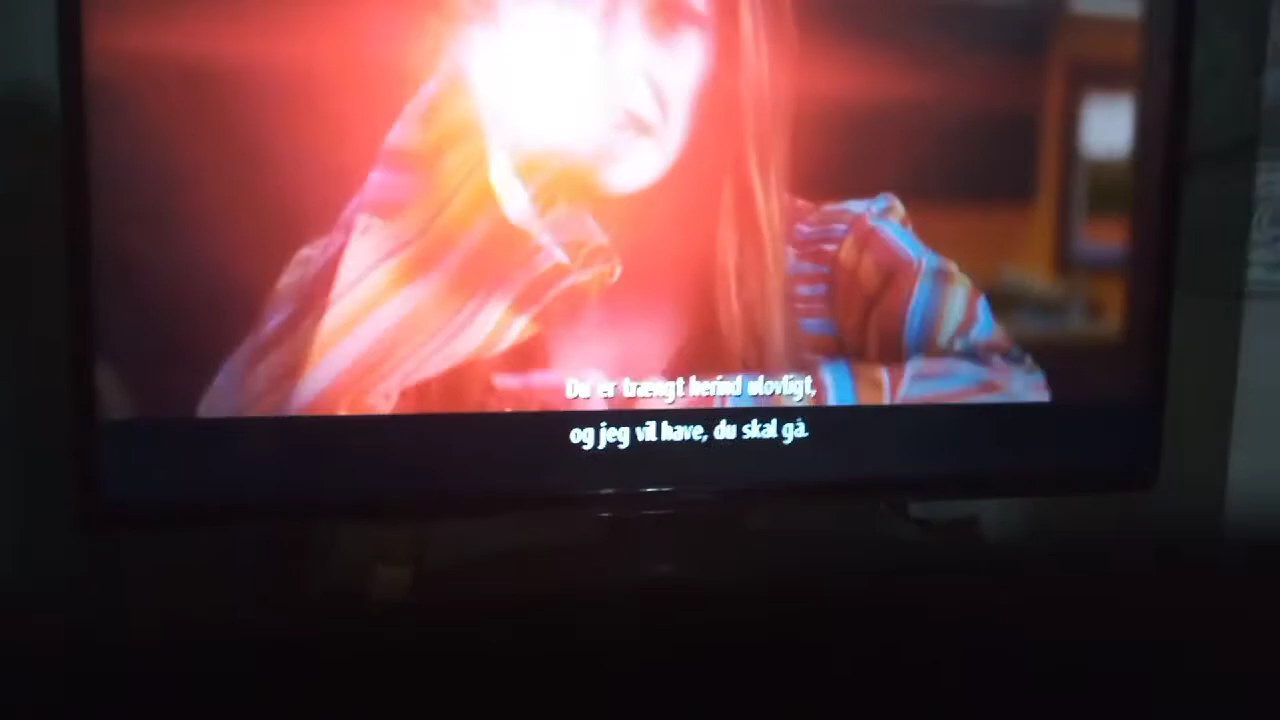 Du er trængt herind ulovligt,
og jeg vil have, du skal gå.